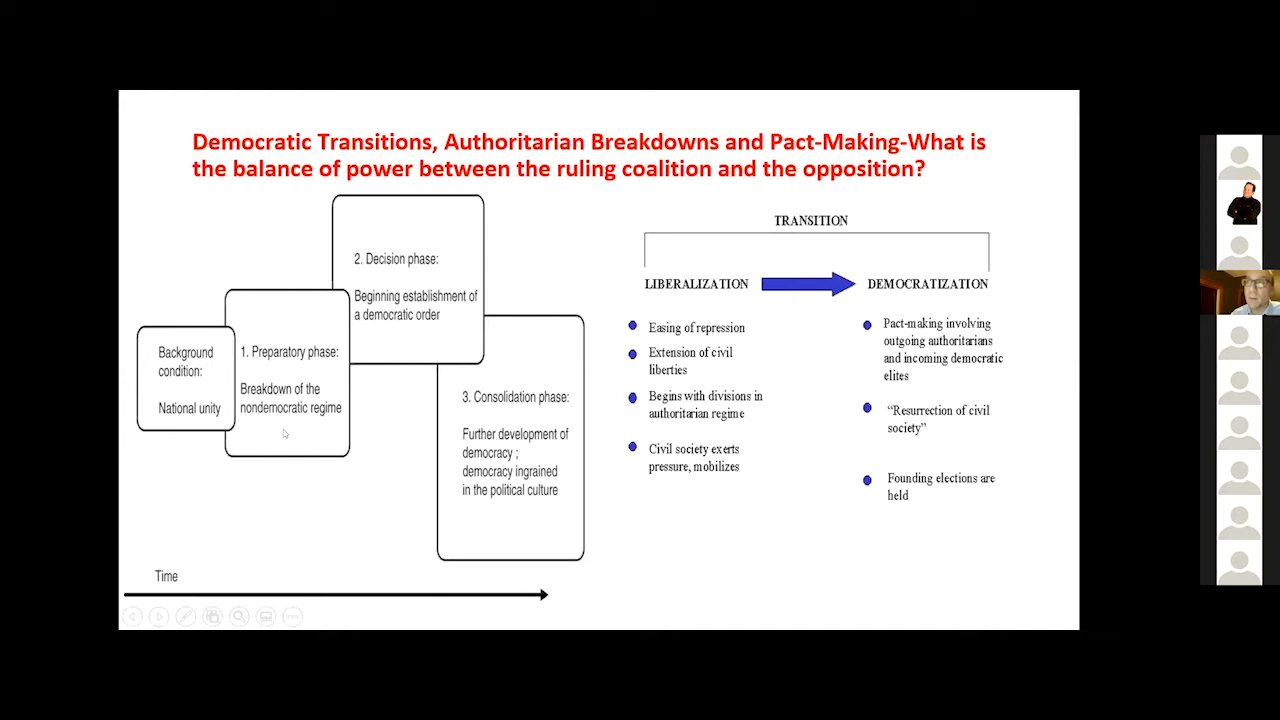 Democratic Transitions, Authoritarian Breakdowns and Pact-Making-What is
the balance of power between the ruling coalition and the opposition?
Background
condition:
National unity
1. Preparatory phase:
Breakdown of the
nondemocratic regime
2. Decision phase:
Beginning establishment of
a democratic order
3. Consolidation phase:
Further development of
democracy ;
democracy ingrained
in the political culture
Time
TRANSITION
LIBERALIZATION
Easing of repression
Extension of civil
liberties
Begins with divisions in
authoritarian regime
Civil society exerts
pressure, mobilizes
DEMOCRATIZATION
Pact-making involving
outgoing authoritarians
and incoming democratic
elites
“Resurrection of civil
society”
Founding elections are
held